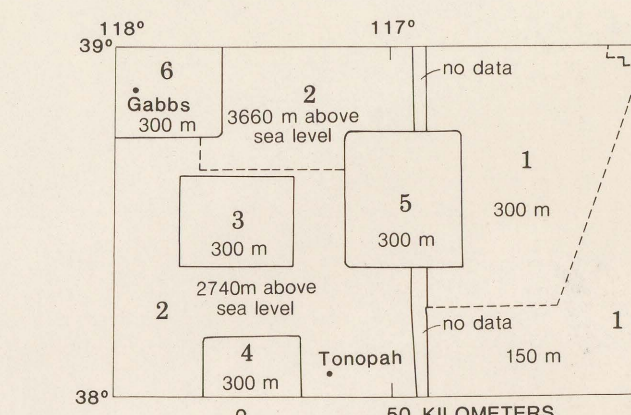 118°
117°
39°
no data
6
Gabbs
300 m
2
3660 m above
sea level
1
300 m
5
300 m
3
300 m
2740m above
sea level
2
no data
1
150 m
4
300 m
Tonopah
38°
0
50 KILOMETERS